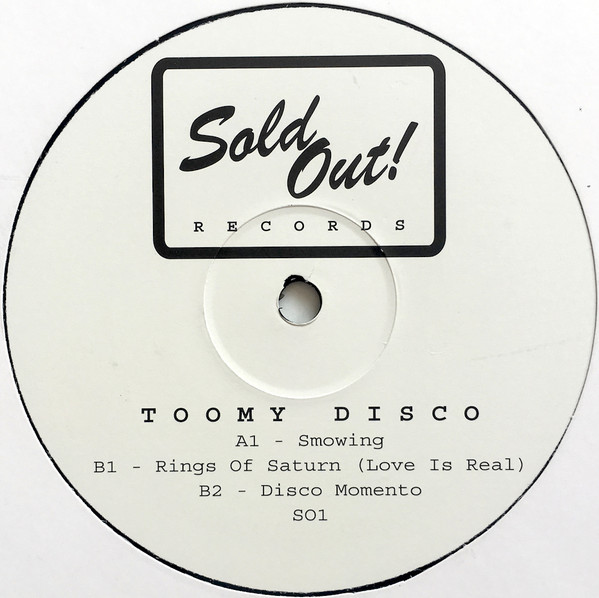 Sold
Out!
RECORDS
TOOMY DISCO
A1 - Smowing
B1 - Rings Of Saturn (Love Is Real)
B2 - Disco Momento
SO1